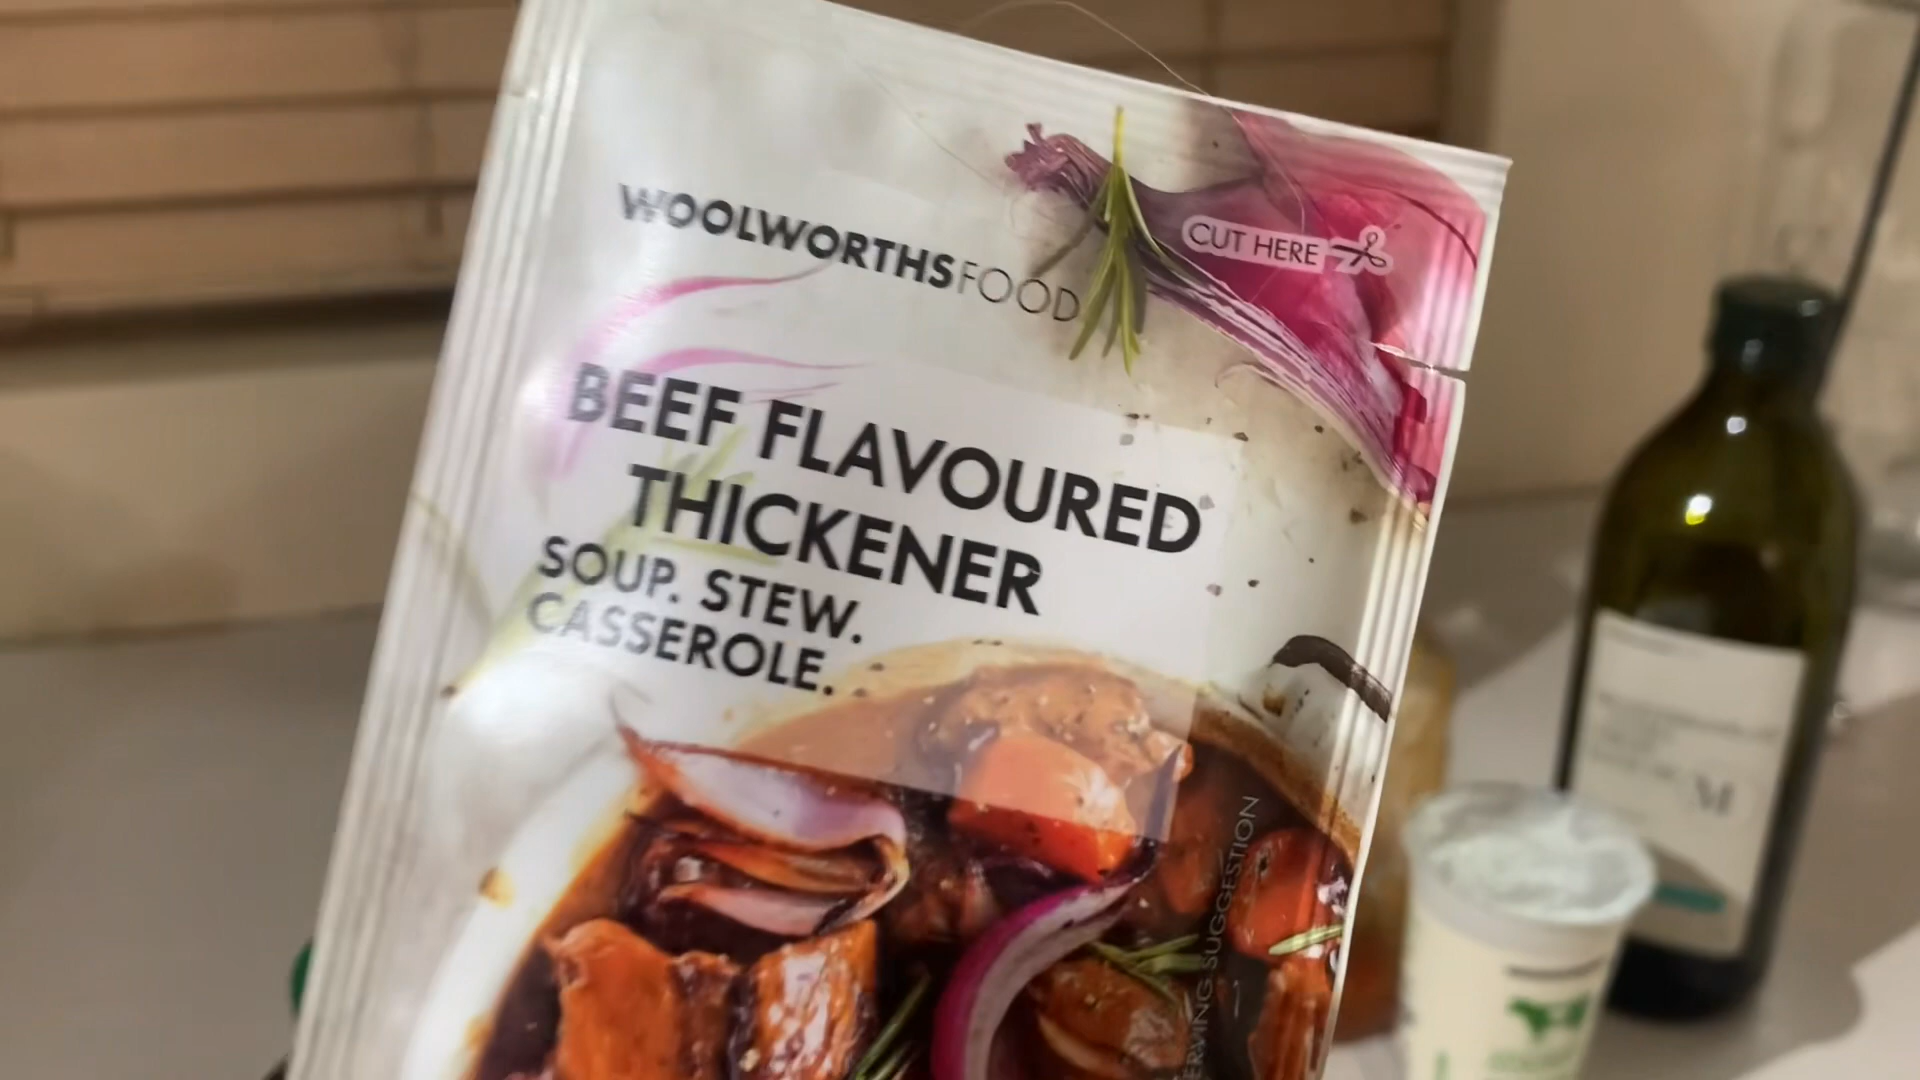 WOOLWORTHSFOOD
CUT HERE
BEEF FLAVOURED
THICKENER
SOUP. STEW.
CASSEROLE.
SERVING SUGGESTION
M